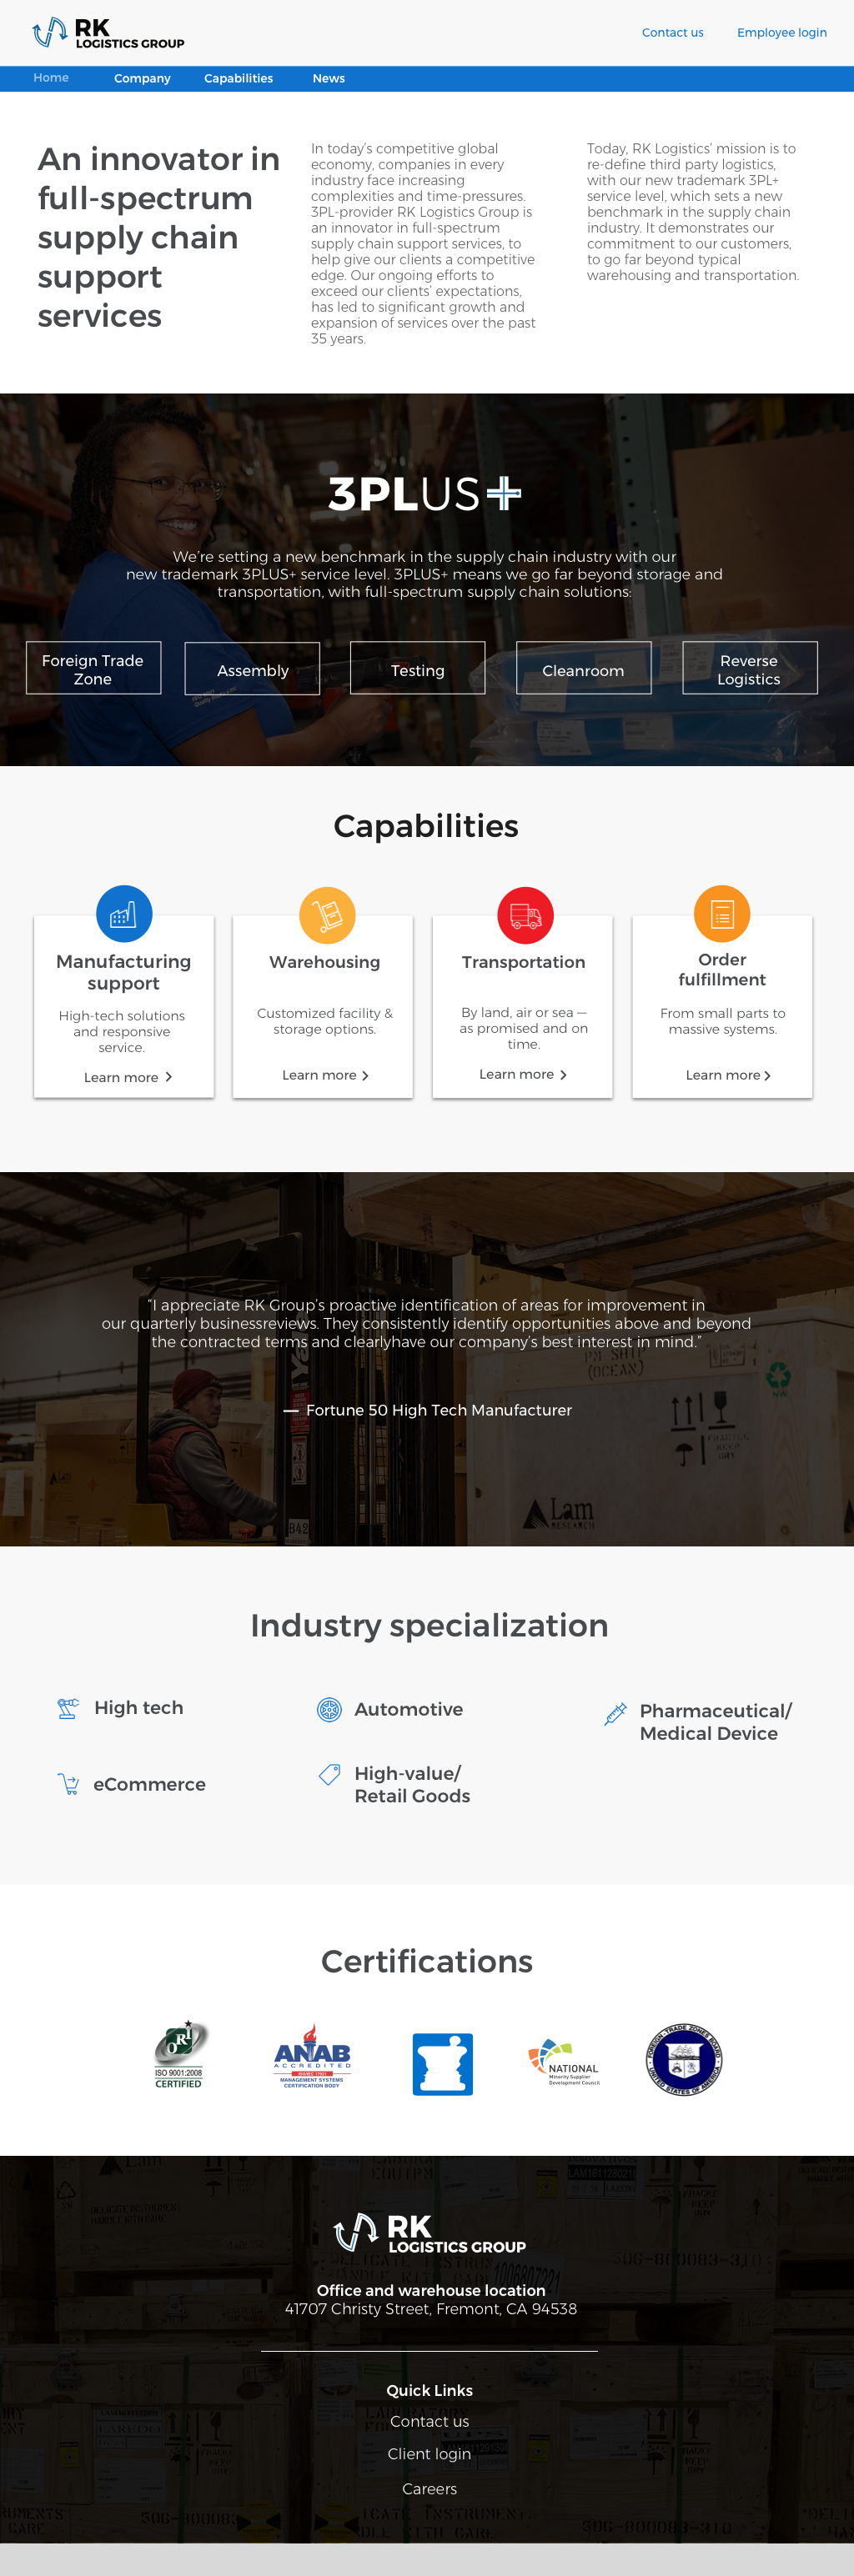 RK
LOGISTICS GROUP
Contact us
Employee login
Home
Company
Capabilities
News
An innovator in
full-spectrum
supply chain
support
services
In today's competitive global
economy, companies in every
industry face increasing
complexities and time-pressures.
3PL-provider RK Logistics Group is
an innovator in full-spectrum
supply chain support services, to
help give our clients a competitive
edge. Our ongoing efforts to
exceed our clients' expectations,
has led to significant growth and
expansion of services over the past
35 years.
Today, RK Logistics' mission is to
re-define third party logistics,
with our new trademark 3PL+
service level, which sets a new
benchmark in the supply chain
industry. It demonstrates our
commitment to our customers,
to go far beyond typical
warehousing and transportation.
3PLUS+
We're setting a new benchmark in the supply chain industry with our
new trademark 3PLUS+ service level. 3PLUS+ means we go far beyond storage and
transportation, with full-spectrum supply chain solutions:
Foreign Trade
Zone
Assembly
Testing
Cleanroom
Reverse
Logistics
Capabilities
Manufacturing
support
High-tech solutions
and responsive
service.
Learn more
Warehousing
Customized facility &
storage options.
Learn more
Transportation
By land, air or sea —
as promised and on
time.
Learn more
Order
fulfillment
From small parts to
massive systems.
Learn more
"I appreciate RK Group's proactive identification of areas for improvement in
our quarterly businessreviews. They consistently identify opportunities above and beyond
the contracted terms and clearlyhave our company's best interest in mind."
— Fortune 50 High Tech Manufacturer
(OCEAN)
NW
Lam
RESEARCH
B42
Industry specialization
High tech
Automotive
Pharmaceutical/
Medical Device
eCommerce
High-value/
Retail Goods
Certifications
ORI
ISO 9001:2008
CERTIFIED
ANAB
ACCREDITED
MANAGEMENT SYSTEMS
CERTIFICATION BODY
NATIONAL
Minority Supplier
Development Council
FOREIGN-TRADE ZONES BOARD
UNITED STATES OF AMERICA
RK
LOGISTICS GROUP
Office and warehouse location
41707 Christy Street, Fremont, CA 94538
Quick Links
Contact us
Client login
Careers